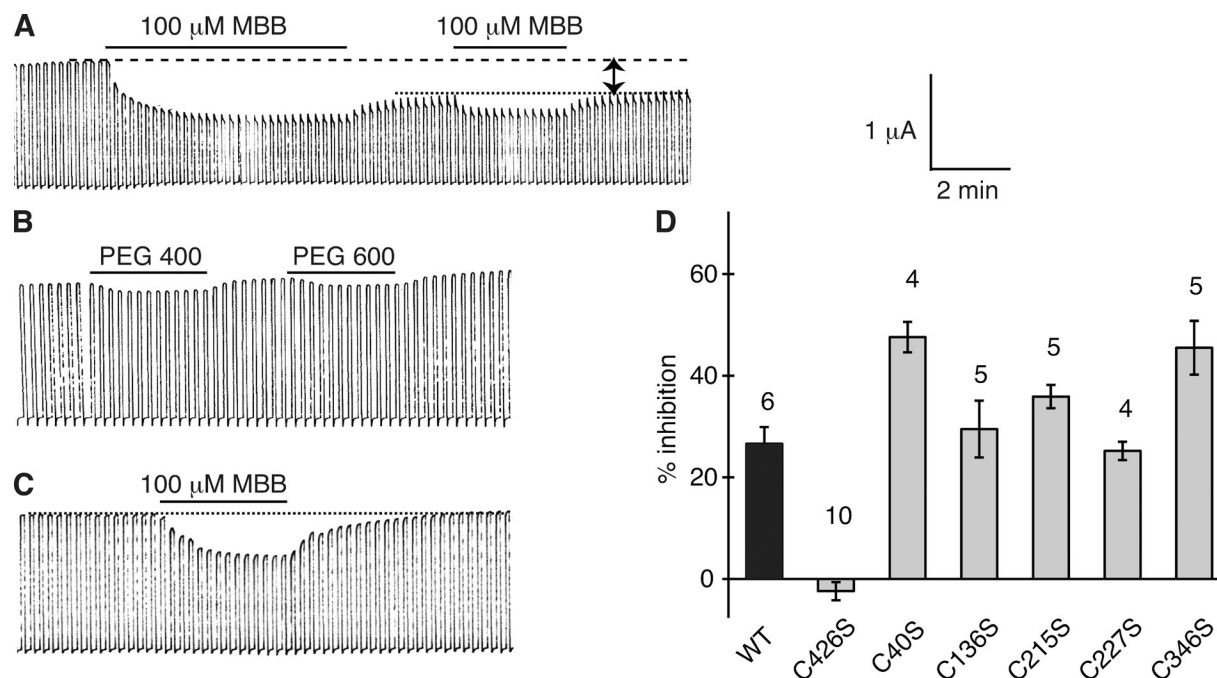 A
100 μM MBB
100 μM MBB
1 μA
2 min
B
PEG 400
PEG 600
C
100 μM MBB
D
% inhibition
60
40
20
0
6
10
4
5
5
4
5
WT
C426S
C40S
C136S
C215S
C227S
C346S